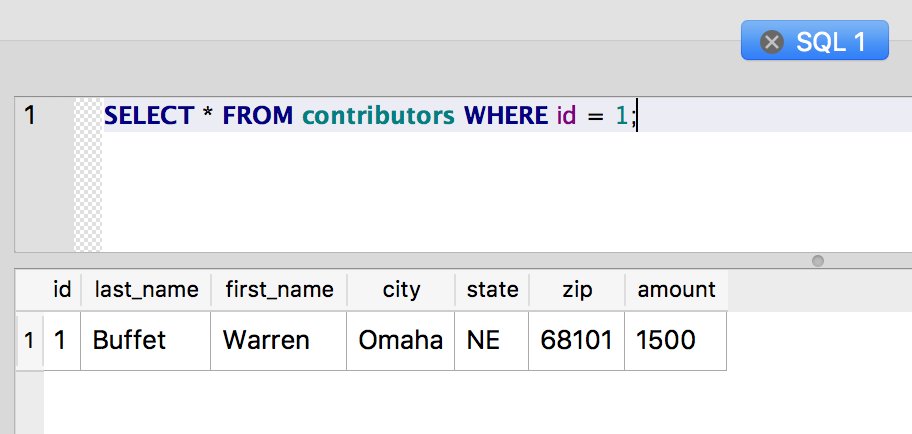 SQL 1
1 SELECT * FROM contributors WHERE id = 1;
id last_name first_name city state zip amount
1 1 Buffet Warren Omaha NE 68101 1500